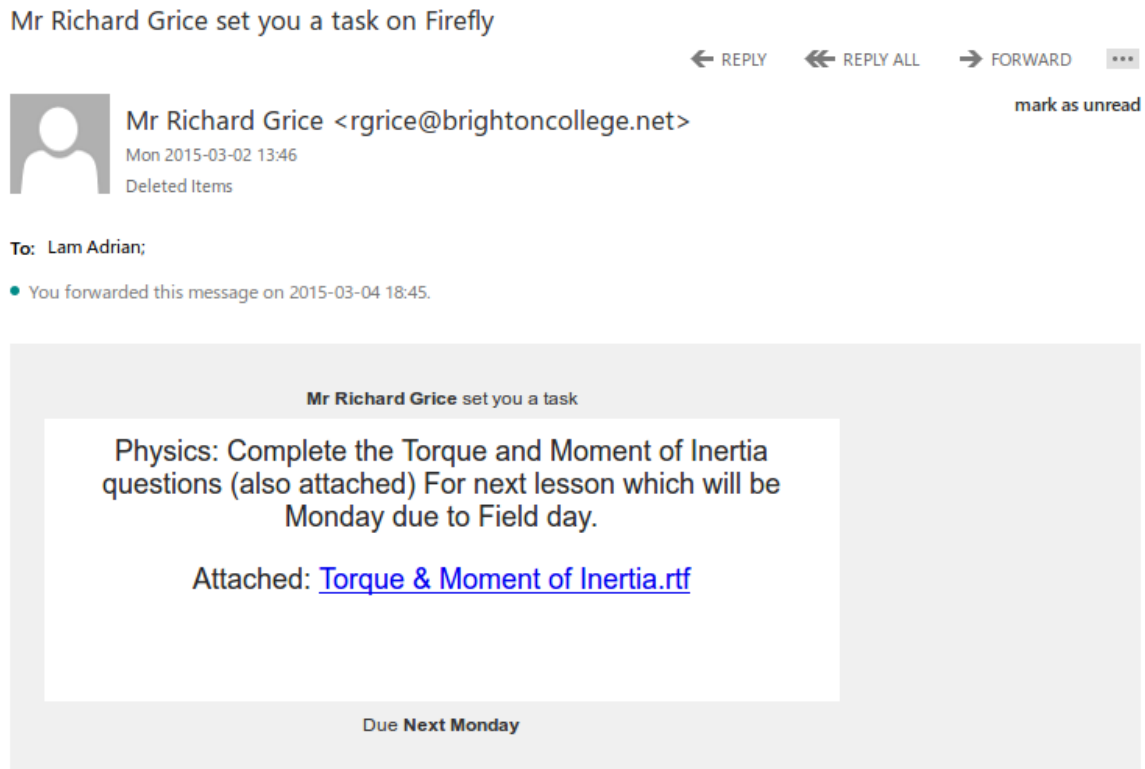 Mr Richard Grice set you a task on Firefly
REPLY REPLY ALL FORWARD ...
mark as unread
Mr Richard Grice <rgrice@brightoncollege.net>
Mon 2015-03-02 13:46
Deleted Items
To: Lam Adrian;
You forwarded this message on 2015-03-04 18:45.
Mr Richard Grice set you a task
Physics: Complete the Torque and Moment of Inertia
questions (also attached) For next lesson which will be
Monday due to Field day.
Attached: Torque & Moment of Inertia.rtf
Due Next Monday